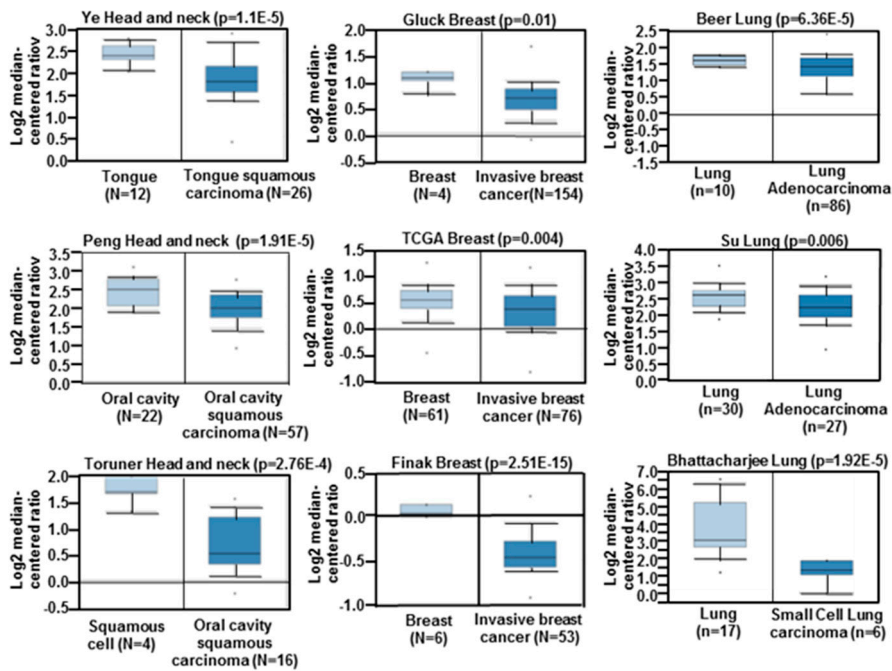 Ye Head and neck (p=1.1E-5)
Log2 median-
centered ratiov
3.0
2.5
2.0
1.5
1.0
0.5
0.0
Tongue
(N=12)
Tongue squamous
carcinoma (N=26)
Gluck Breast (p=0.01)
Log2 median-
centered ratio
2.0
1.5
1.0
0.5
0.0
-0.5
Breast
(N=4)
Invasive breast
cancer(N=154)
Beer Lung (p=6.36E-5)
Log2 median-
centered ratiov
2.5
2.0
1.5
1.0
0.5
0.0
-0.5
-1.0
-1.5
Lung
(n=10)
Lung
Adenocarcinoma
(n=86)
Peng Head and neck (p=1.91E-5)
Log2 median-
centered ratiov
3.5
3.0
2.5
2.0
1.5
1.0
0.5
0.0
Oral cavity
(N=22)
Oral cavity
squamous
carcinoma (N=57)
TCGA Breast (p=0.004)
Log2 median-
centered ratio
1.5
1.0
0.5
0.0
-0.5
-1.0
Breast
(N=61)
Invasive breast
cancer (N=76)
Su Lung (p=0.006)
Log2 median-
centered ratiov
4.0
3.5
3.0
2.5
2.0
1.5
1.0
0.5
0.0
Lung
(n=30)
Lung
Adenocarcinoma
(n=27)
Toruner Head and neck (p=2.76E-4)
Log2 median-
centered ratio
2.0
1.5
1.0
0.5
0.0
-0.5
Squamous
cell (N=4)
Oral cavity
squamous
carcinoma (N=16)
Finak Breast (p=2.51E-15)
Log2 median-
centered ratio
0.5
0.0
-0.5
-1.0
Breast
(N=6)
Invasive breast
cancer (N=53)
Bhattacharjee Lung (p=1.92E-5)
Log2 median-
centered ratiov
7.0
6.0
5.0
4.0
3.0
2.0
1.0
0.0
Lung
(n=17)
Small Cell Lung
carcinoma (n=6)